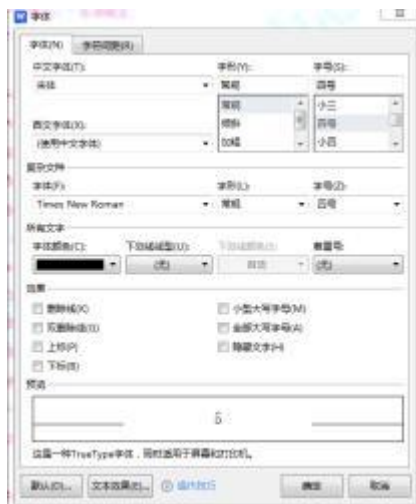 字体
字体(N) 字符间距(R)
中文字体(T): 字形(Y): 字号(S):
宋体 常规 四号
常规 小三
倾斜 四号
加粗 小四
西文字体(X):
(使用中文字体)
复杂文种
字体(F): 字形(L): 字号(Z):
Times New Roman 常规 四号
所有文字
字体颜色(C): 下划线线型(U): 下划线颜色(I): 着重号:
(无) 自动 (无)
效果
删除线(K) 小型大写字母(M)
双删除线(G) 全部大写字母(A)
上标(P) 隐藏文字(H)
下标(B)
预览
5
这是一种TrueType字体，同时适用于屏幕和打印机。
默认(D)... 文本效果(E)... 操作技巧 确定 取消